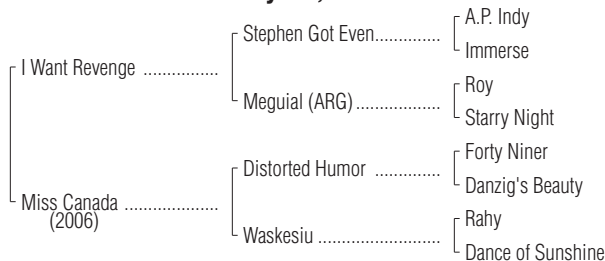 A.P. Indy
Stephen Got Even..............
Immerse
I Want Revenge ................
Roy
Meguial (ARG) ..................
Starry Night
Forty Niner
Distorted Humor ..............
Danzig's Beauty
Miss Canada ....................
(2006)
Rahy
Waskesiu ..........................
Dance of Sunshine